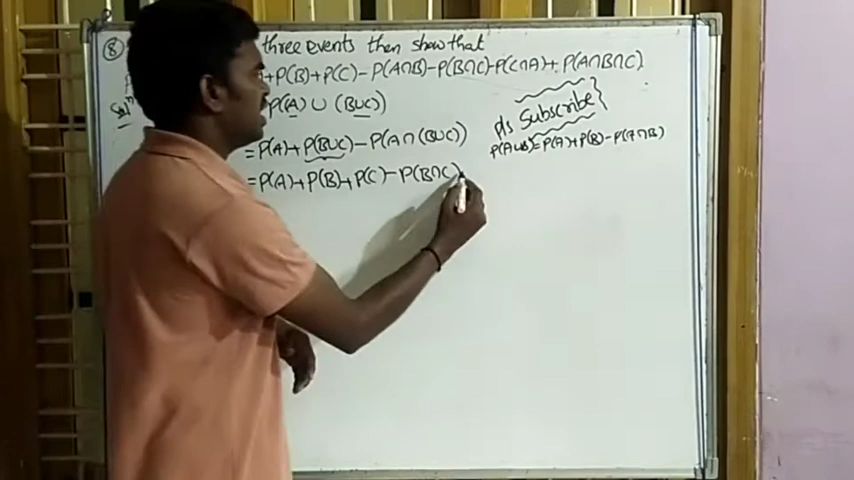 ⑧ three events then show that
+P(B)+P(C)-P(A∩B)-P(B∩C)-P(C∩A)+P(A∩B∩C)
Sol
P(A) ∪ (B∪C)
=P(A)+P(B∪C)-P(A∩(B∪C))
=P(A)+P(B)+P(C)-P(B∩C)
pls Subscribe
P(A∪B)=P(A)+P(B)-P(A∩B)